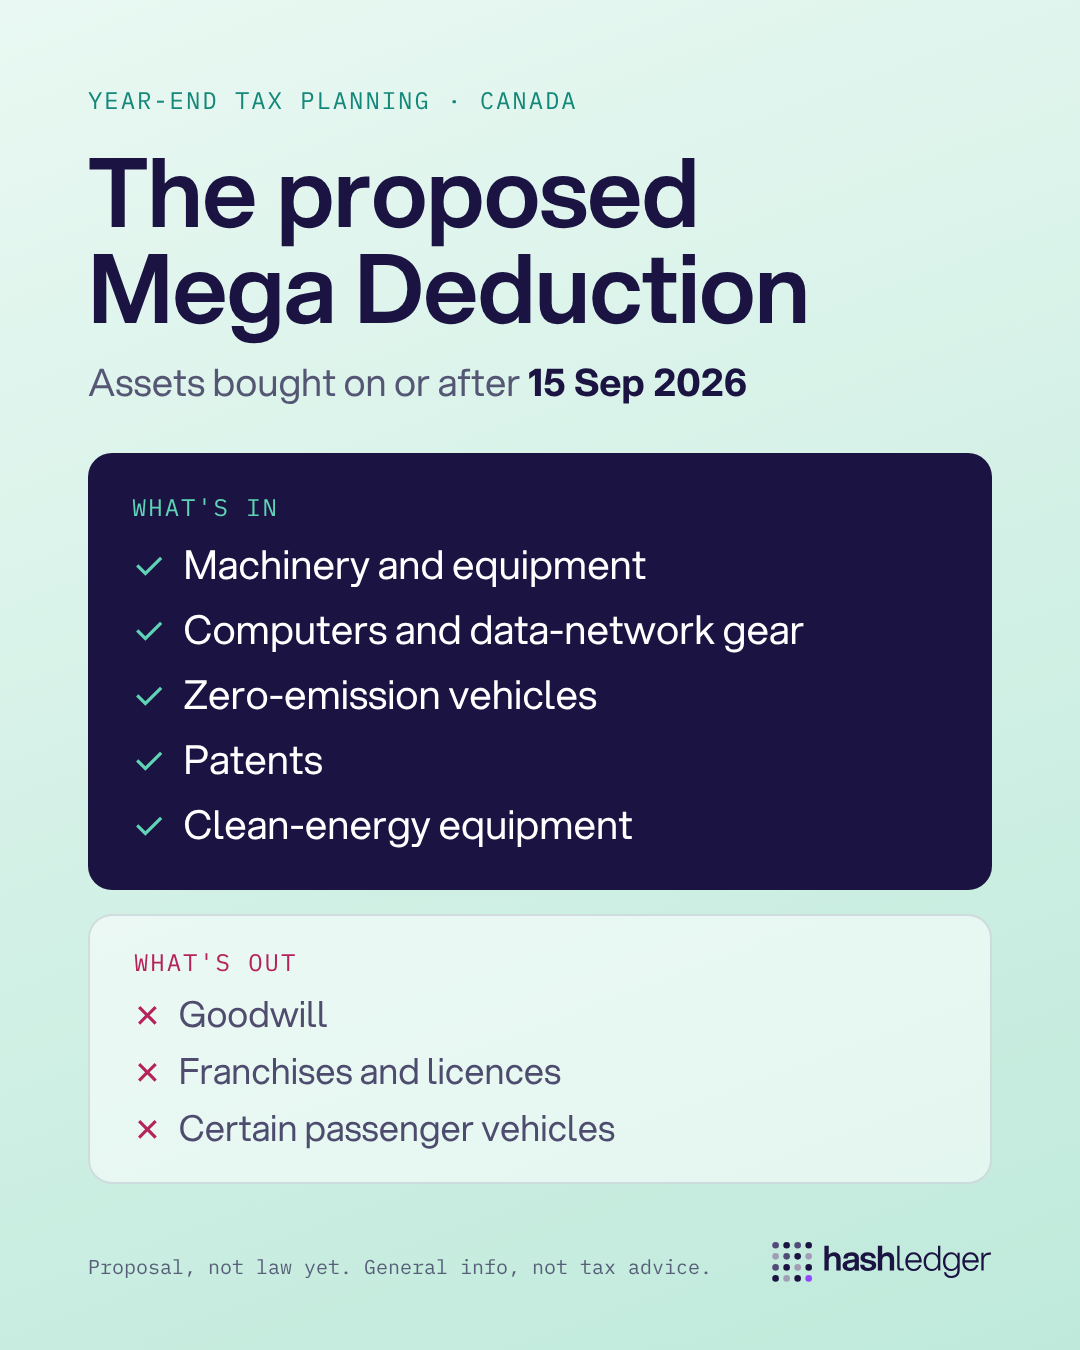 YEAR-END TAX PLANNING · CANADA
The proposed
Mega Deduction
Assets bought on or after 15 Sep 2026
WHAT'S IN
✓ Machinery and equipment
✓ Computers and data-network gear
✓ Zero-emission vehicles
✓ Patents
✓ Clean-energy equipment
WHAT'S OUT
✕ Goodwill
✕ Franchises and licences
✕ Certain passenger vehicles
Proposal, not law yet. General info, not tax advice.
hashledger